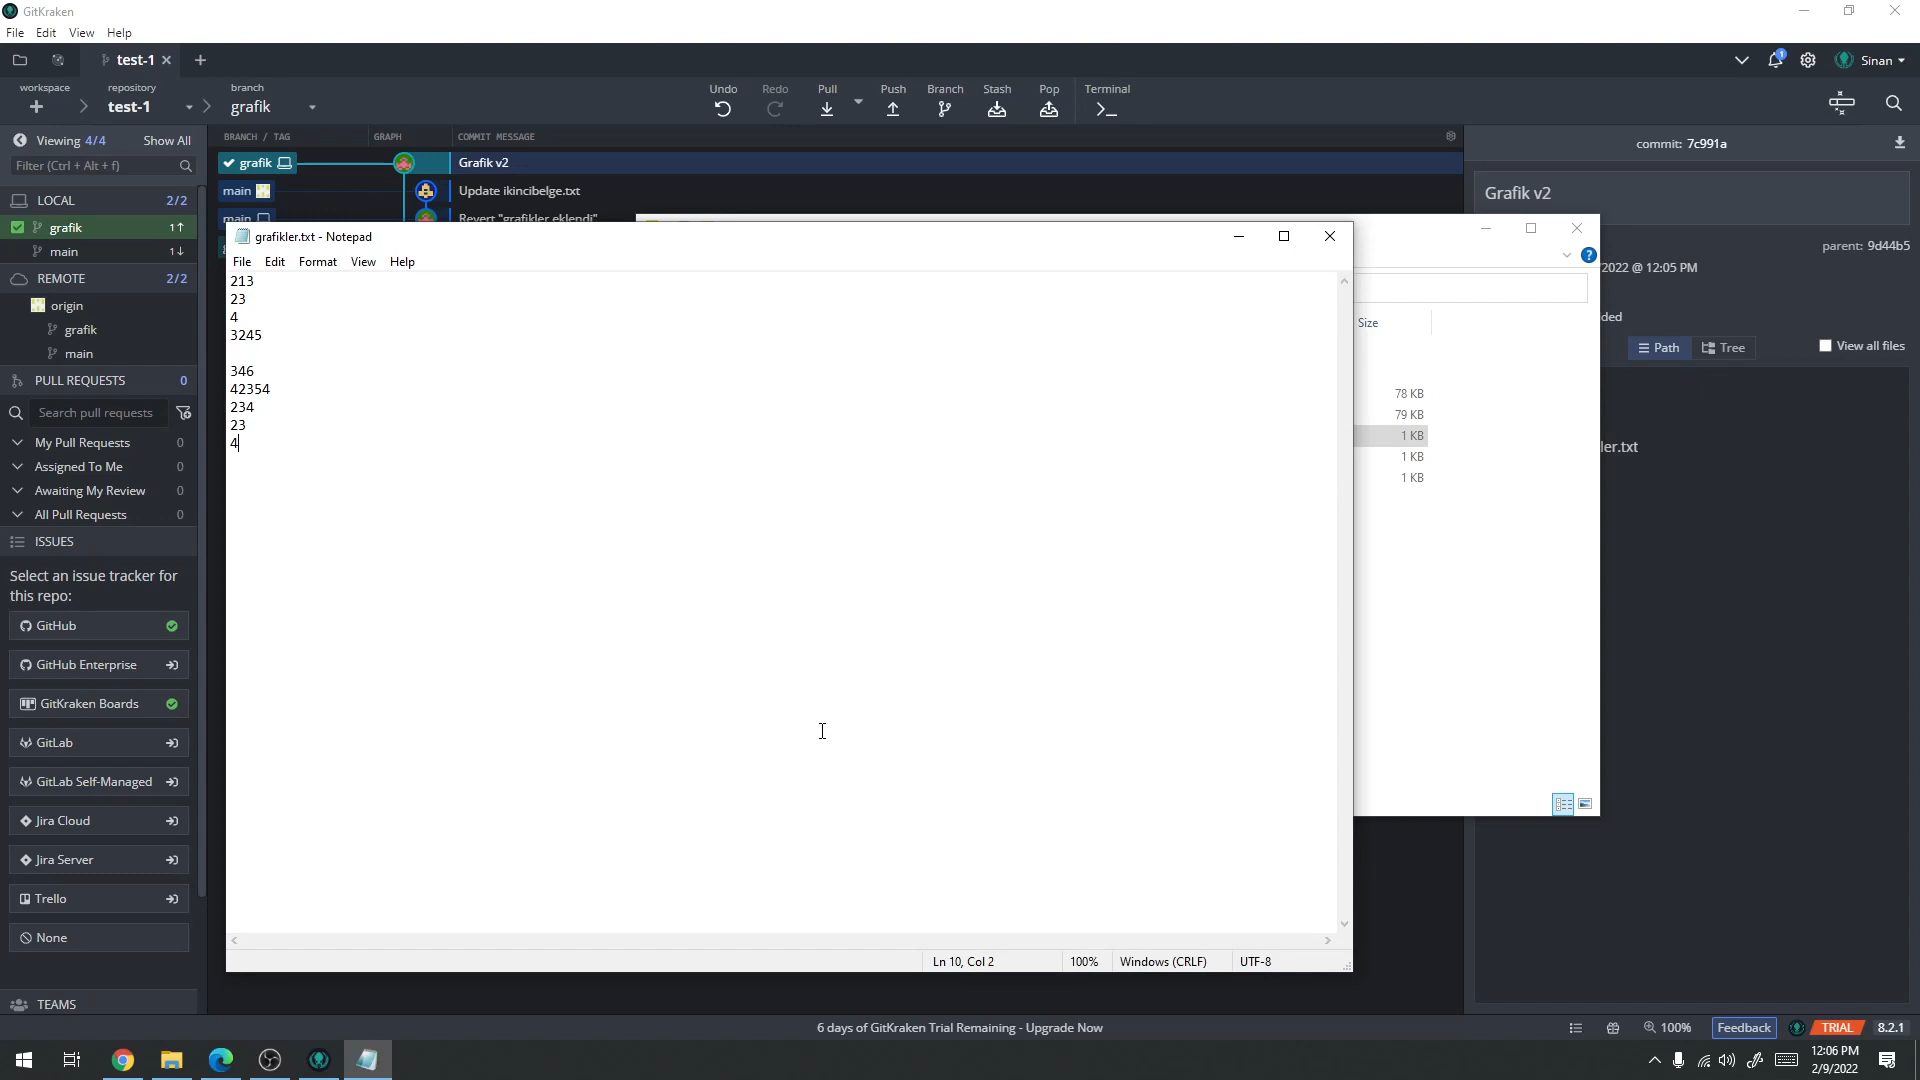 GitKraken
File Edit View Help
test-1
Sinan
workspace
repository
test-1
branch
grafik
Undo
Redo
Pull
Push
Branch
Stash
Pop
Terminal
Viewing 4/4 Show All
Filter (Ctrl + Alt + f)
LOCAL 2/2
grafik 1↑
main 1↓
REMOTE 2/2
origin
grafik
main
PULL REQUESTS 0
Search pull requests
My Pull Requests 0
Assigned To Me 0
Awaiting My Review 0
All Pull Requests 0
ISSUES
Select an issue tracker for
this repo:
GitHub
GitHub Enterprise
GitKraken Boards
GitLab
GitLab Self-Managed
Jira Cloud
Jira Server
Trello
None
TEAMS
BRANCH / TAG GRAPH COMMIT MESSAGE
grafik Grafik v2
main Update ikincibelge.txt
main Revert "grafikler eklendi"
grafikler.txt - Notepad
File Edit Format View Help
213
23
4
3245
346
42354
234
23
4
Ln 10, Col 2 100% Windows (CRLF) UTF-8
Size
78 KB
79 KB
1 KB
1 KB
1 KB
commit: 7c991a
Grafik v2
parent: 9d44b5
/2022 @ 12:05 PM
ded
Path Tree View all files
ler.txt
6 days of GitKraken Trial Remaining - Upgrade Now
100% Feedback TRIAL 8.2.1
12:06 PM
2/9/2022